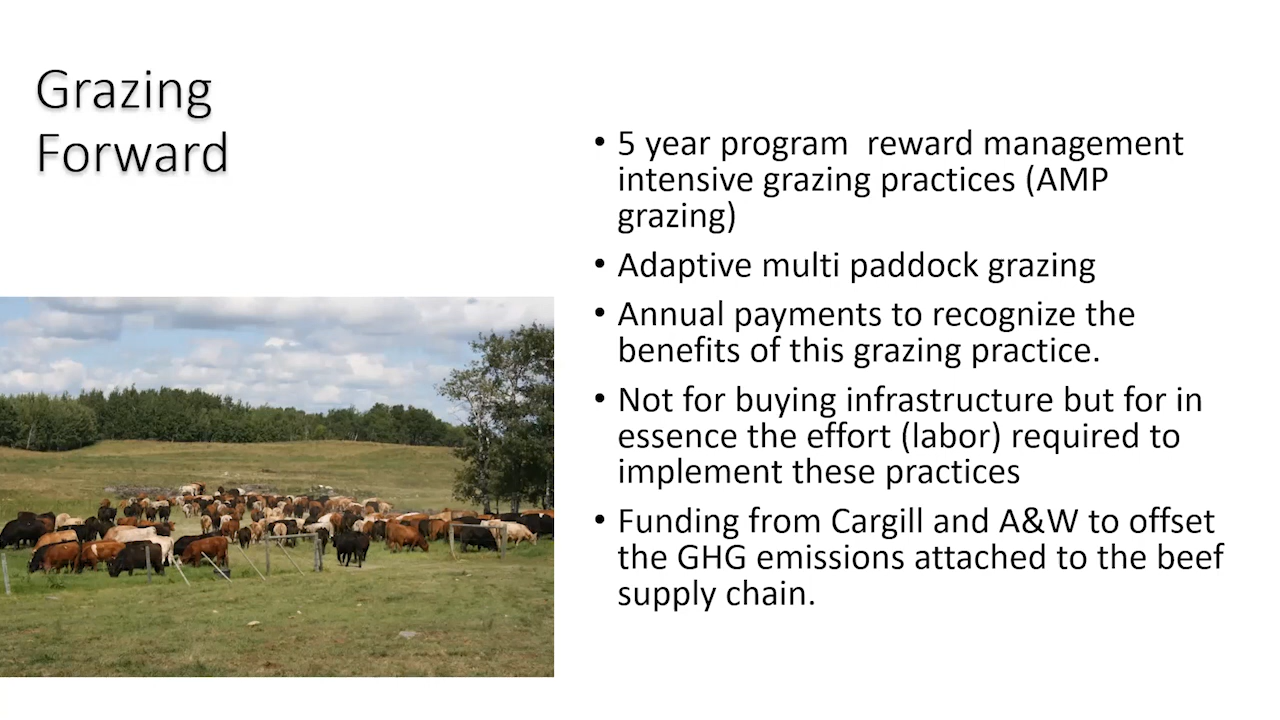 Grazing
Forward
• 5 year program  reward management
intensive grazing practices (AMP
grazing)
• Adaptive multi paddock grazing
• Annual payments to recognize the
benefits of this grazing practice.
• Not for buying infrastructure but for in
essence the effort (labor) required to
implement these practices
• Funding from Cargill and A&W to offset
the GHG emissions attached to the beef
supply chain.